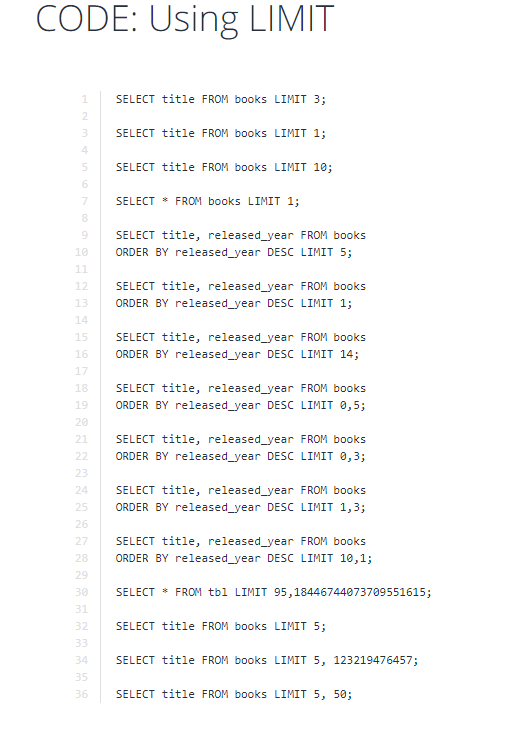 CODE: Using LIMIT
1 SELECT title FROM books LIMIT 3;
2
3 SELECT title FROM books LIMIT 1;
4
5 SELECT title FROM books LIMIT 10;
6
7 SELECT * FROM books LIMIT 1;
8
9 SELECT title, released_year FROM books
10 ORDER BY released_year DESC LIMIT 5;
11
12 SELECT title, released_year FROM books
13 ORDER BY released_year DESC LIMIT 1;
14
15 SELECT title, released_year FROM books
16 ORDER BY released_year DESC LIMIT 14;
17
18 SELECT title, released_year FROM books
19 ORDER BY released_year DESC LIMIT 0,5;
20
21 SELECT title, released_year FROM books
22 ORDER BY released_year DESC LIMIT 0,3;
23
24 SELECT title, released_year FROM books
25 ORDER BY released_year DESC LIMIT 1,3;
26
27 SELECT title, released_year FROM books
28 ORDER BY released_year DESC LIMIT 10,1;
29
30 SELECT * FROM tbl LIMIT 95,18446744073709551615;
31
32 SELECT title FROM books LIMIT 5;
33
34 SELECT title FROM books LIMIT 5, 123219476457;
35
36 SELECT title FROM books LIMIT 5, 50;